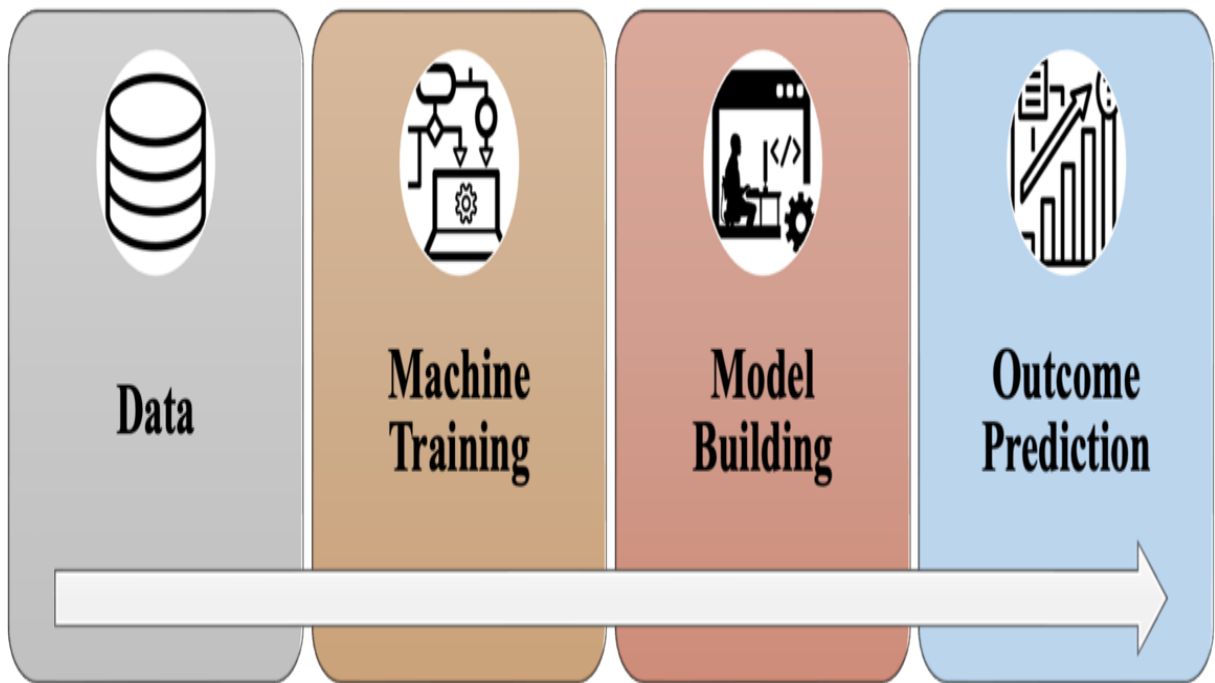 Data
Machine
Training
Model
Building
Outcome
Prediction